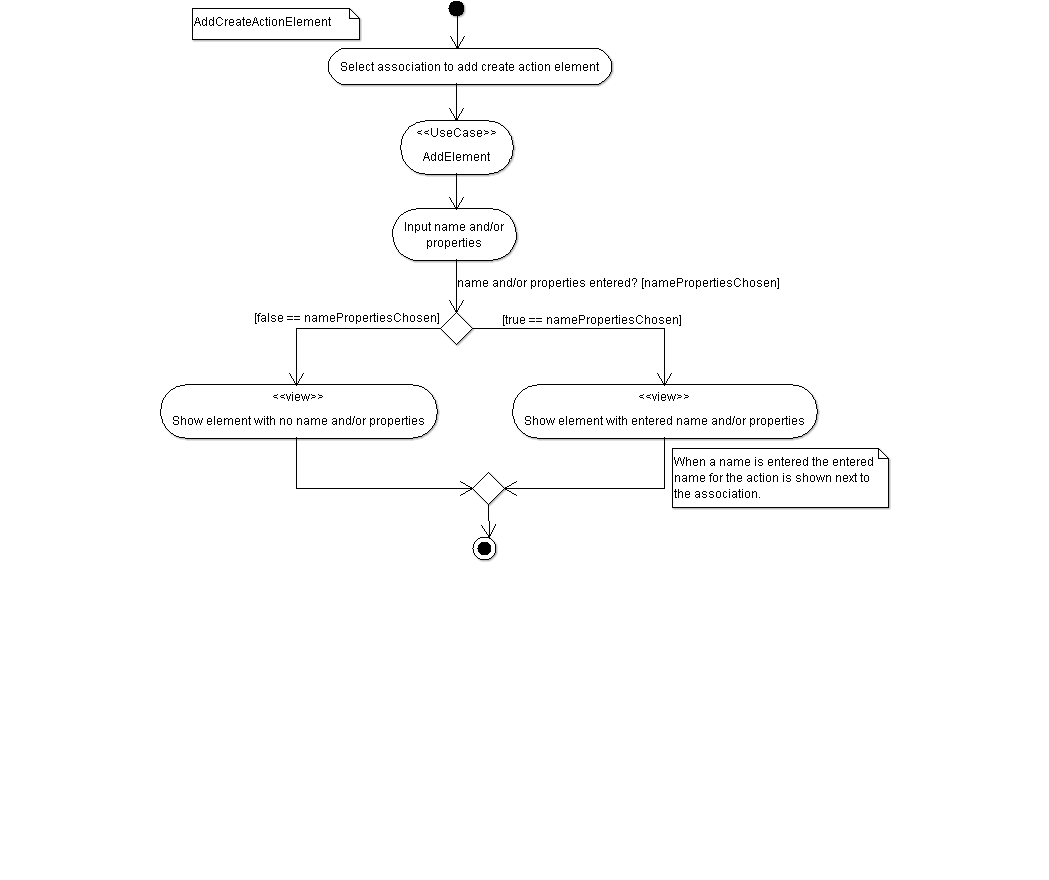 AddCreateActionElement
Select association to add create action element
<<UseCase>>
AddElement
Input name and/or
properties
name and/or properties entered? [namePropertiesChosen]
[false == namePropertiesChosen]
[true == namePropertiesChosen]
<<view>>
Show element with no name and/or properties
<<view>>
Show element with entered name and/or properties
When a name is entered the entered
name for the action is shown next to
the association.